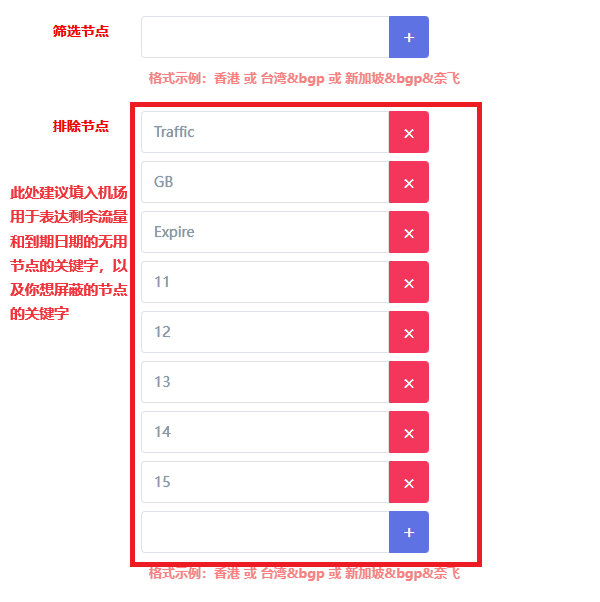 筛选节点
+
格式示例：香港 或 台湾&bgp 或 新加坡&bgp&奈飞
排除节点
Traffic ×
GB ×
Expire ×
11 ×
12 ×
13 ×
14 ×
15 ×
+
此处建议填入机场
用于表达剩余流量
和到期日期的无用
节点的关键字，以
及你想屏蔽的节点
的关键字
格式示例：香港 或 台湾&bgp 或 新加坡&bgp&奈飞